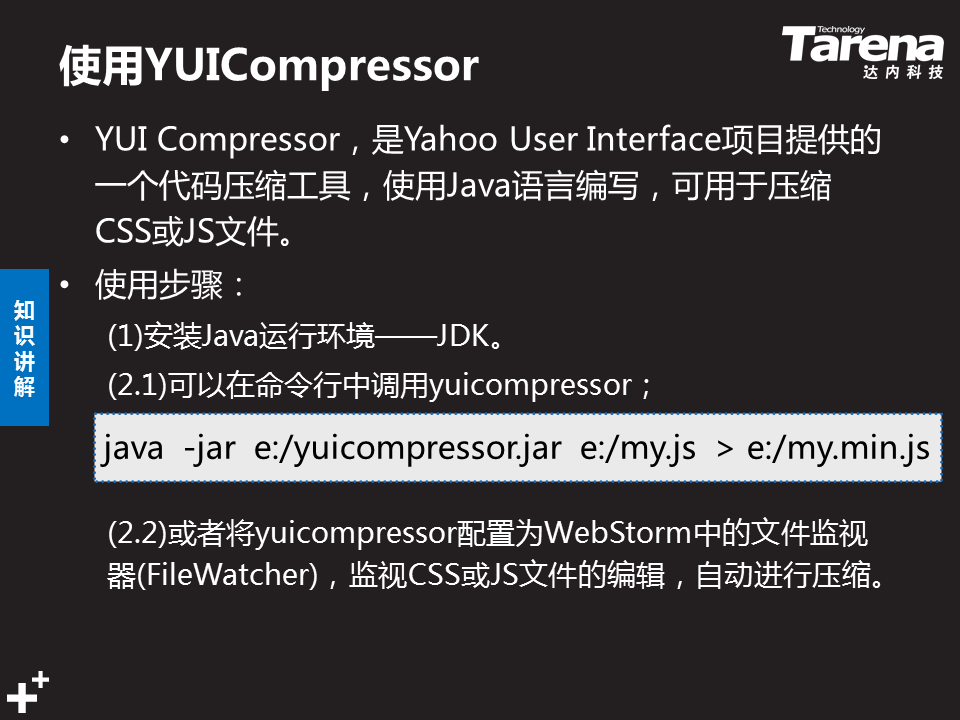 使用YUICompressor
Technology
Tarena
达内科技
• YUI Compressor，是Yahoo User Interface项目提供的
一个代码压缩工具，使用Java语言编写，可用于压缩
CSS或JS文件。
• 使用步骤：
(1)安装Java运行环境——JDK。
(2.1)可以在命令行中调用yuicompressor；
java -jar e:/yuicompressor.jar e:/my.js > e:/my.min.js
(2.2)或者将yuicompressor配置为WebStorm中的文件监视
器(FileWatcher)，监视CSS或JS文件的编辑，自动进行压缩。
知
识
讲
解